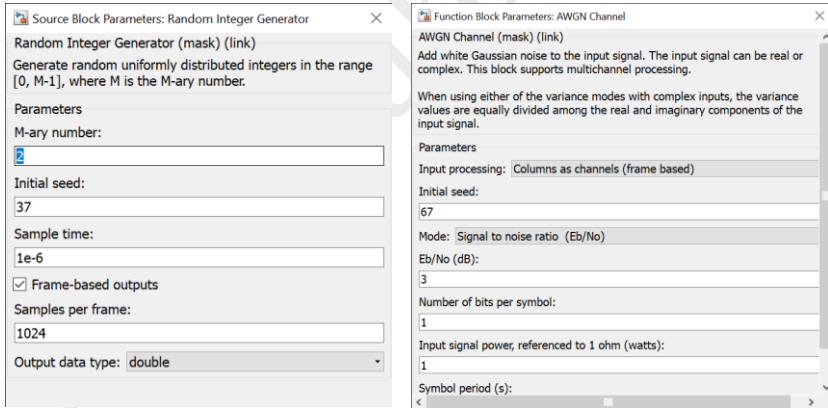 Source Block Parameters: Random Integer Generator
Random Integer Generator (mask) (link)
Generate random uniformly distributed integers in the range
[0, M-1], where M is the M-ary number.
Parameters
M-ary number:
2
Initial seed:
37
Sample time:
1e-6
Frame-based outputs
Samples per frame:
1024
Output data type: double
Function Block Parameters: AWGN Channel
AWGN Channel (mask) (link)
Add white Gaussian noise to the input signal. The input signal can be real or
complex. This block supports multichannel processing.
When using either of the variance modes with complex inputs, the variance
values are equally divided among the real and imaginary components of the
input signal.
Parameters
Input processing: Columns as channels (frame based)
Initial seed:
67
Mode: Signal to noise ratio (Eb/No)
Eb/No (dB):
3
Number of bits per symbol:
1
Input signal power, referenced to 1 ohm (watts):
1
Symbol period (s):